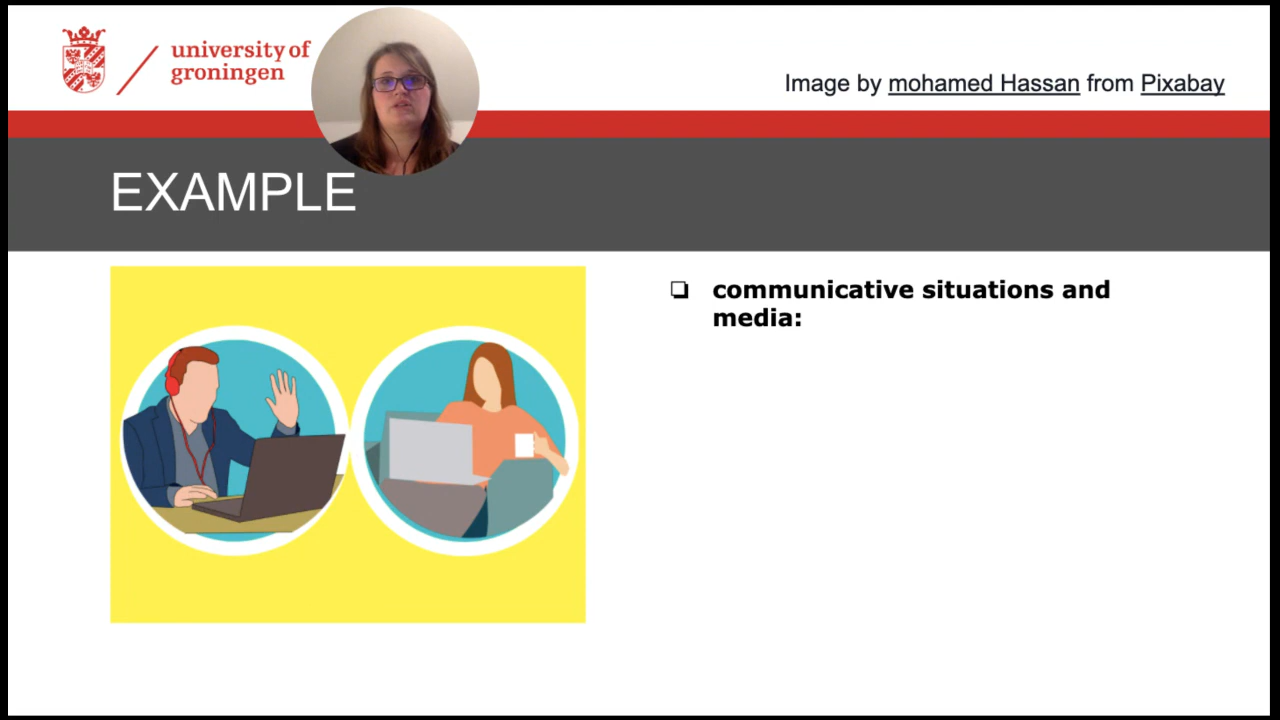 university of
groningen
Image by mohamed Hassan from Pixabay
EXAMPLE
❏ communicative situations and
media: